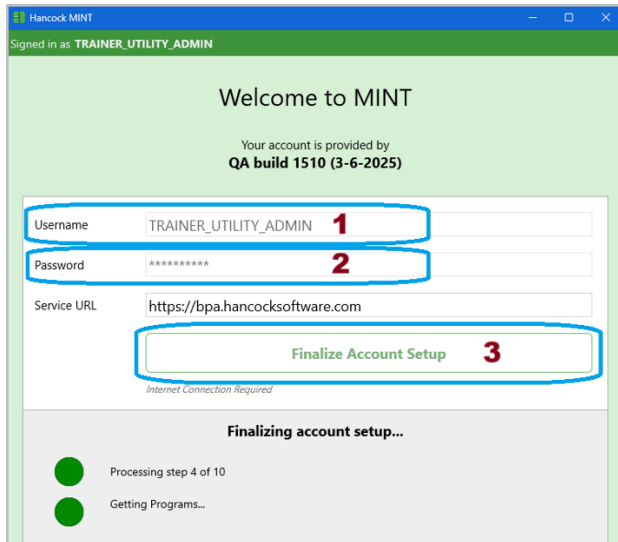 Hancock MINT
Signed in as TRAINER_UTILITY_ADMIN
Welcome to MINT
Your account is provided by
QA build 1510 (3-6-2025)
Username TRAINER_UTILITY_ADMIN 1
Password ********** 2
Service URL https://bpa.hancocksoftware.com
Finalize Account Setup 3
Internet Connection Required
Finalizing account setup...
Processing step 4 of 10
Getting Programs...